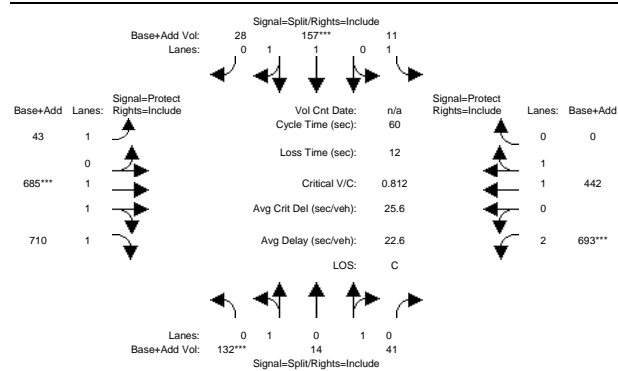 Signal=Split/Rights=Include
Base+Add Vol: 28 157*** 11
Lanes: 0 1 1 0 1
Signal=Protect
Base+Add Lanes: Rights=Include
Vol Cnt Date: n/a
Signal=Protect
Rights=Include Lanes: Base+Add
Cycle Time (sec): 60
43 1
0 0
Loss Time (sec): 12
0
1
685*** 1
Critical V/C: 0.812
1 442
1
Avg Crit Del (sec/veh): 25.6
0
710 1
Avg Delay (sec/veh): 22.6
2 693***
LOS: C
Lanes: 0 1 0 1 0
Base+Add Vol: 132*** 14 41
Signal=Split/Rights=Include